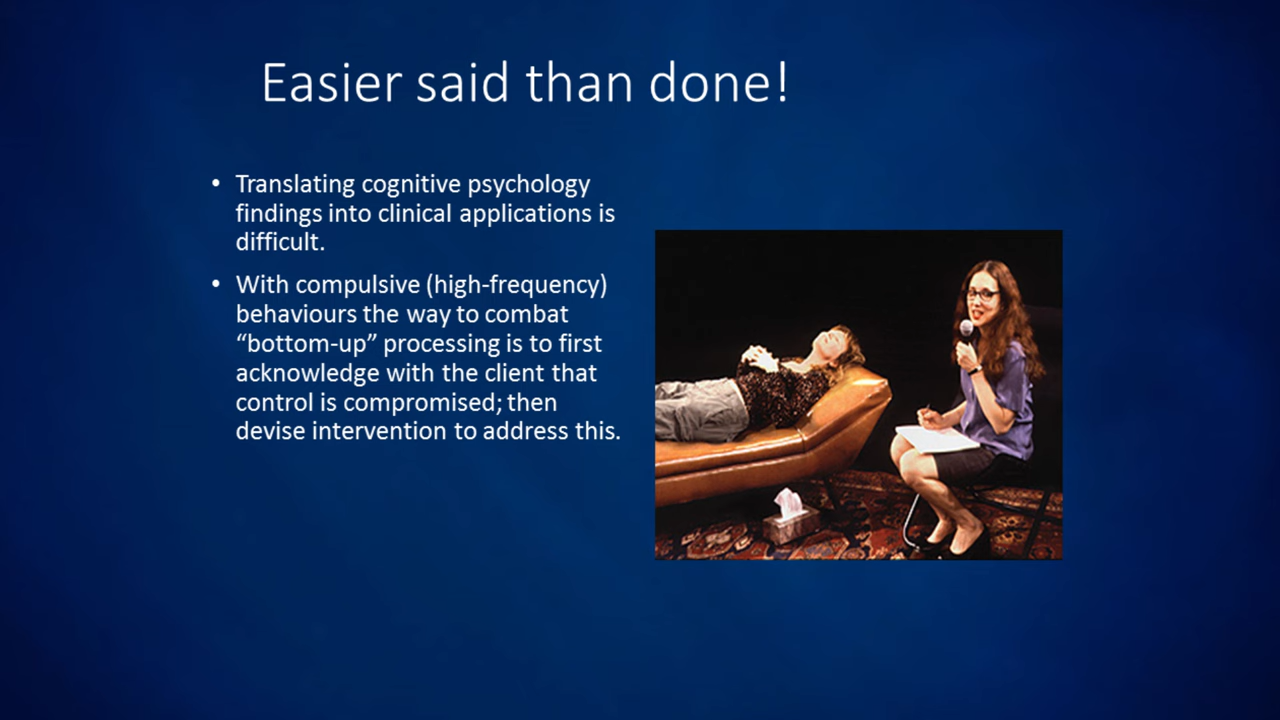 Easier said than done!
• Translating cognitive psychology
findings into clinical applications is
difficult.
• With compulsive (high-frequency)
behaviours the way to combat
“bottom-up” processing is to first
acknowledge with the client that
control is compromised; then
devise intervention to address this.